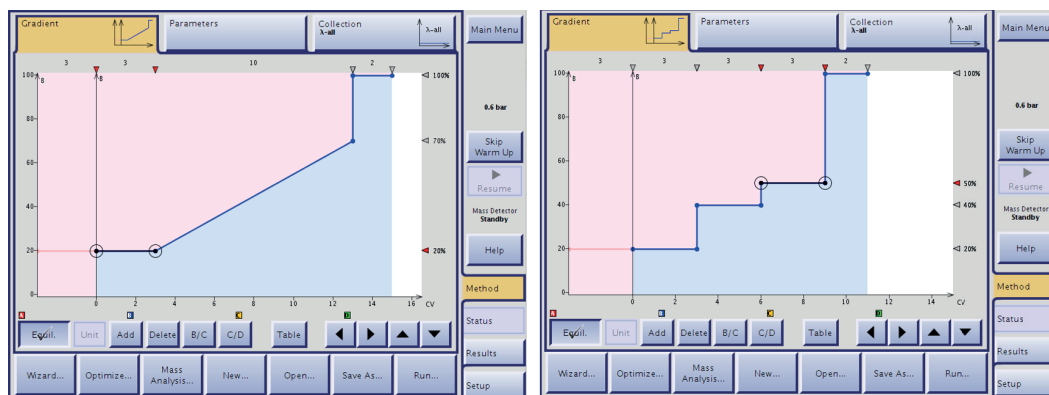 Gradient
Parameters
Collection
λ-all
λ-all
Main Menu
3 3 10 2
100
B
B
80
60
40
20
0
100%
70%
20%
0 2 4 6 8 10 12 14 16 CV
A B C D
0.6 bar
Skip
Warm Up
Resume
Mass Detector
Standby
Help
Method
Status
Results
Setup
Equil. Unit Add Delete B/C C/D Table
Wizard... Optimize... Mass Analysis... New... Open... Save As... Run...
Gradient
Parameters
Collection
λ-all
λ-all
Main Menu
3 3 3 3 2
100
B
B
80
60
40
20
0
100%
50%
40%
20%
0 2 4 6 8 10 12 14 CV
A B C D
0.6 bar
Skip
Warm Up
Resume
Mass Detector
Standby
Help
Method
Status
Results
Setup
Equil. Unit Add Delete B/C C/D Table
Wizard... Optimize... Mass Analysis... New... Open... Save As... Run...